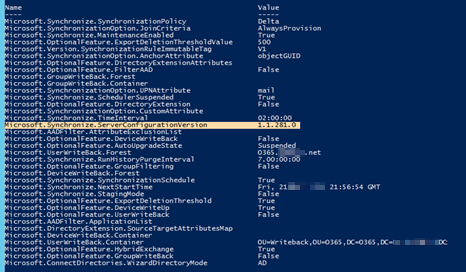 Name Value
---- -----
Microsoft.Synchronize.SynchronizationPolicy Delta
Microsoft.SynchronizationOption.JoinCriteria AlwaysProvision
Microsoft.Synchronize.MaintenanceEnabled True
Microsoft.OptionalFeature.ExportDeletionThresholdValue 500
Microsoft.Version.SynchronizationRuleImmutableTag V1
Microsoft.SynchronizationOption.AnchorAttribute objectGUID
Microsoft.OptionalFeature.DirectoryExtensionAttributes
Microsoft.OptionalFeature.FilterAAD False
Microsoft.GroupWriteBack.Forest
Microsoft.GroupWriteBack.Container
Microsoft.SynchronizationOption.UPNAttribute mail
Microsoft.Synchronize.SchedulerSuspended True
Microsoft.OptionalFeature.DirectoryExtension False
Microsoft.SynchronizationOption.CustomAttribute
Microsoft.Synchronize.TimeInterval 02:00:00
Microsoft.Synchronize.ServerConfigurationVersion 1.1.281.0
Microsoft.AADFilter.AttributeExclusionList
Microsoft.OptionalFeature.DeviceWriteBack False
Microsoft.OptionalFeature.AutoUpgradeState Suspended
Microsoft.UserWriteBack.Forest O365. .net
Microsoft.Synchronize.RunHistoryPurgeInterval 7.00:00:00
Microsoft.OptionalFeature.GroupFiltering False
Microsoft.DeviceWriteBack.Forest
Microsoft.Synchronize.SynchronizationSchedule True
Microsoft.Synchronize.NextStartTime Fri, 21 21:56:54 GMT
Microsoft.Synchronize.StagingMode False
Microsoft.OptionalFeature.ExportDeletionThreshold True
Microsoft.OptionalFeature.DeviceWriteUp True
Microsoft.OptionalFeature.UserWriteBack False
Microsoft.AADFilter.ApplicationList
Microsoft.DirectoryExtension.SourceTargetAttributesMap
Microsoft.DeviceWriteBack.Container
Microsoft.UserWriteBack.Container OU=Writeback,OU=O365,DC=O365,DC= DC
Microsoft.OptionalFeature.HybridExchange True
Microsoft.OptionalFeature.GroupWriteBack False
Microsoft.ConnectDirectories.WizardDirectoryMode AD